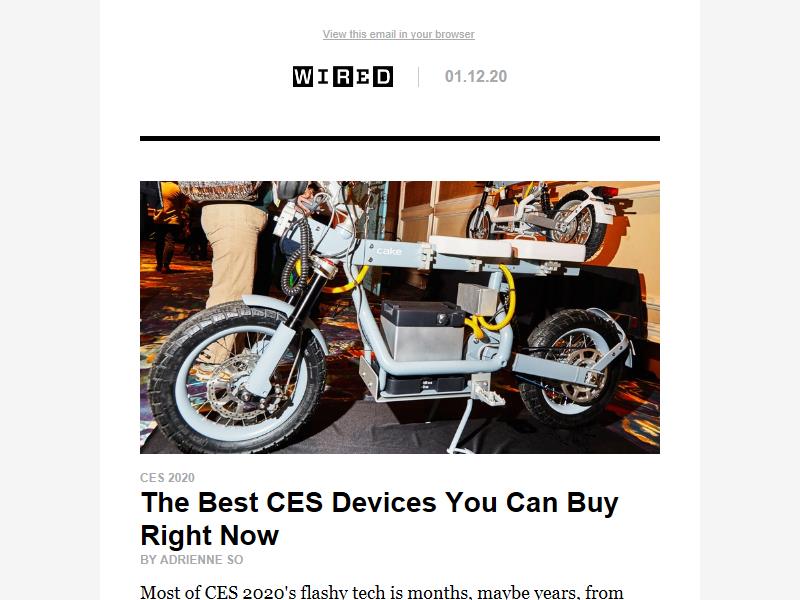 View this email in your browser
WIRED
01.12.20
cake
CES 2020
The Best CES Devices You Can Buy
Right Now
BY ADRIENNE SO
Most of CES 2020's flashy tech is months, maybe years, from